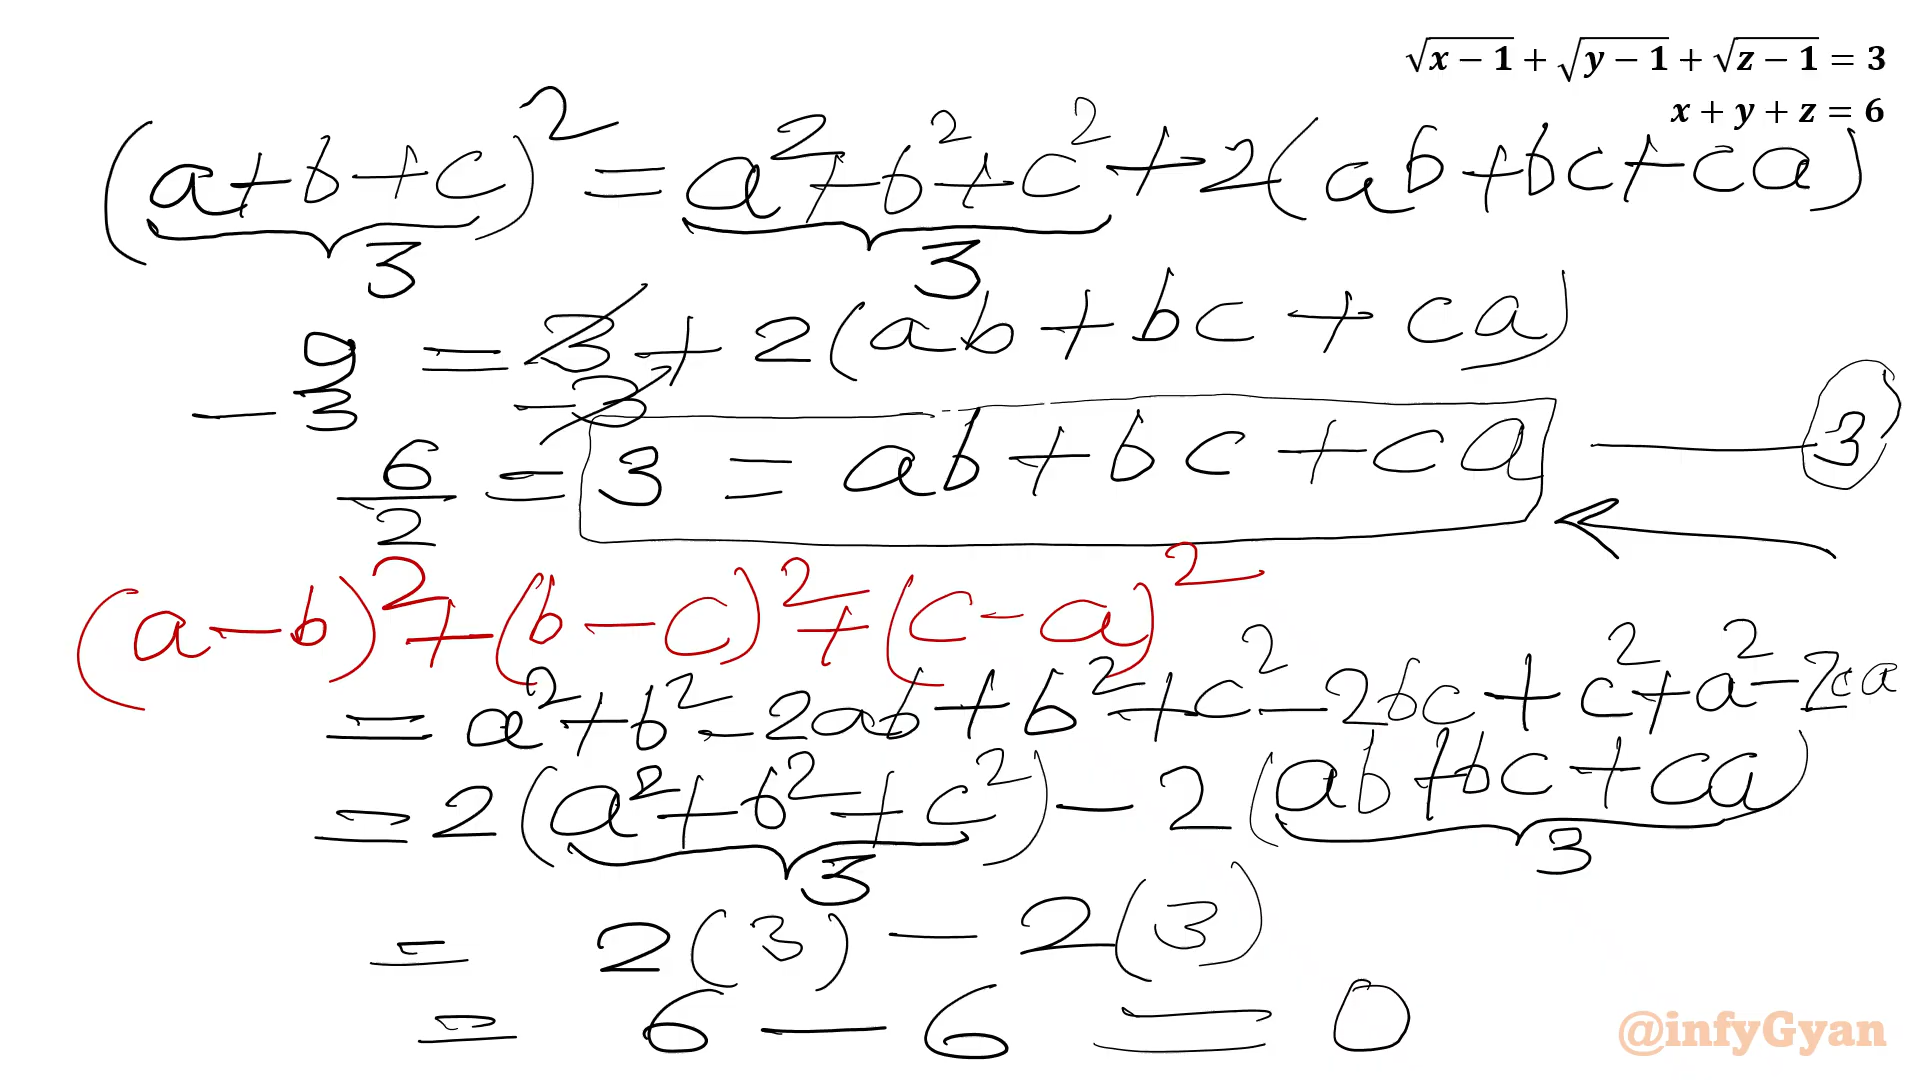 √x − 1 + √y − 1 + √z − 1 = 3
x + y + z = 6
(a+b+c)² = a²+b²+c² + 2(ab+bc+ca)
3 3
9 = 3 + 2(ab + bc + ca)
− 3 − 3
6/2 = 3 = ab + bc + ca — 3
(a−b)² + (b−c)² + (c−a)²
= a²+b²−2ab + b²+c²−2bc + c²+a²−2ca
= 2(a²+b²+c²) − 2(ab+bc+ca)
3 3
= 2(3) − 2(3)
= 6 − 6 = 0
@infyGyan